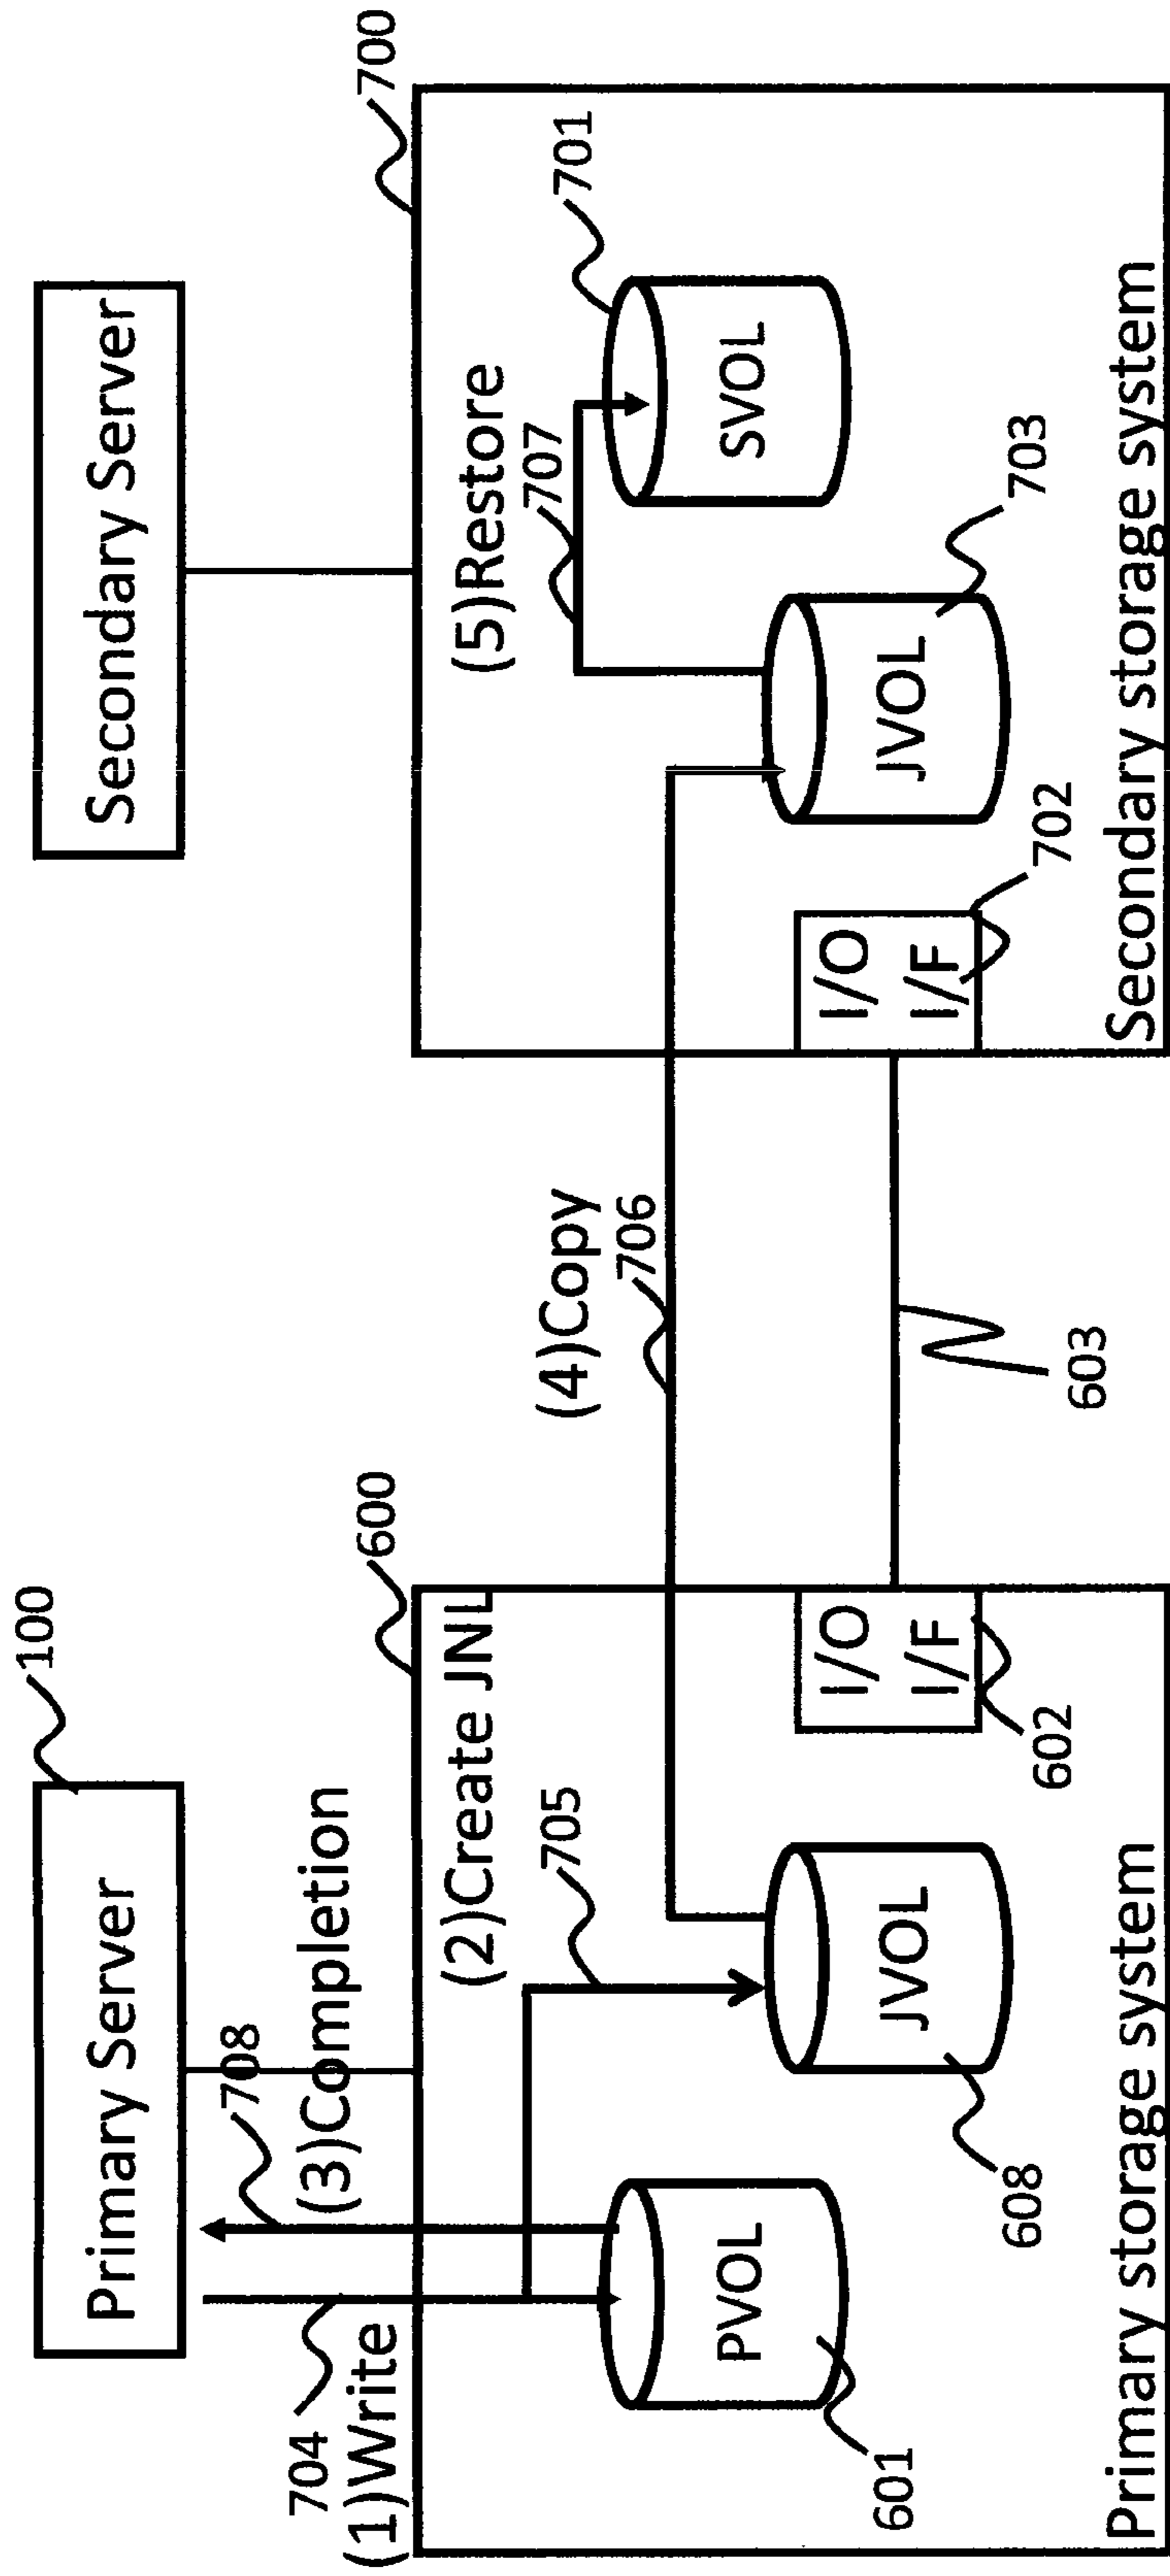 Primary Server
100
Secondary Server
704
(1)Write
708
(3)Completion
600
700
(2)Create JNL
705
(4)Copy
706
(5)Restore
707
701
PVOL
601
JVOL
608
I/O
I/F
602
603
I/O
I/F
702
JVOL
703
SVOL
Primary storage system
Secondary storage system